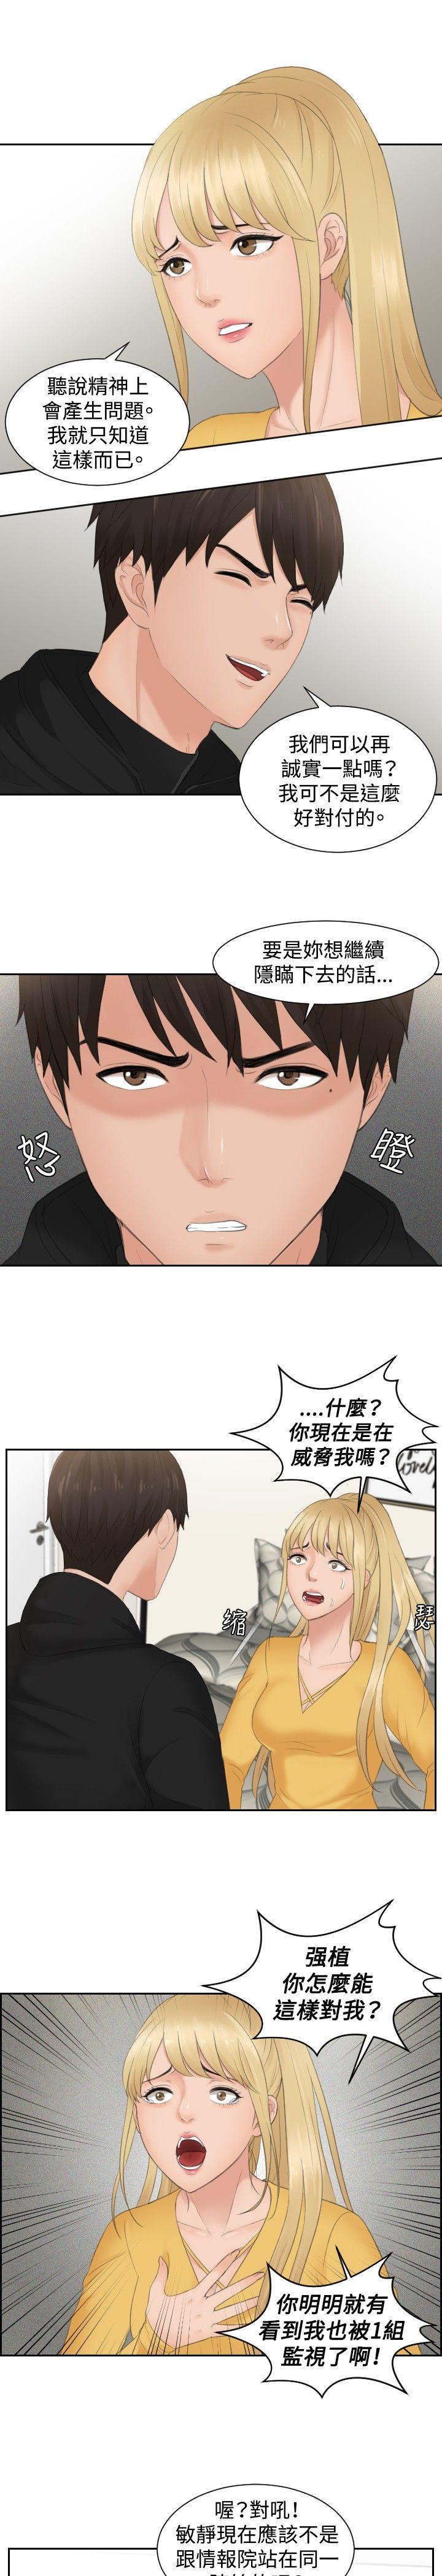 聽說精神上
會產生問題。
我就只知道
這樣而已。
我們可以再
誠實一點嗎?
我可不是這麼
好對付的。
要是妳想繼續
隱瞞下去的話...
怒
瞪
....什麼?
你現在是在
威脅我嗎?
缩
瑟
强植
你怎麼能
這樣對我?
你明明就有
看到我也被1組
監視了啊!
喔?對吼!
敏靜現在應該不是
跟情報院站在同一